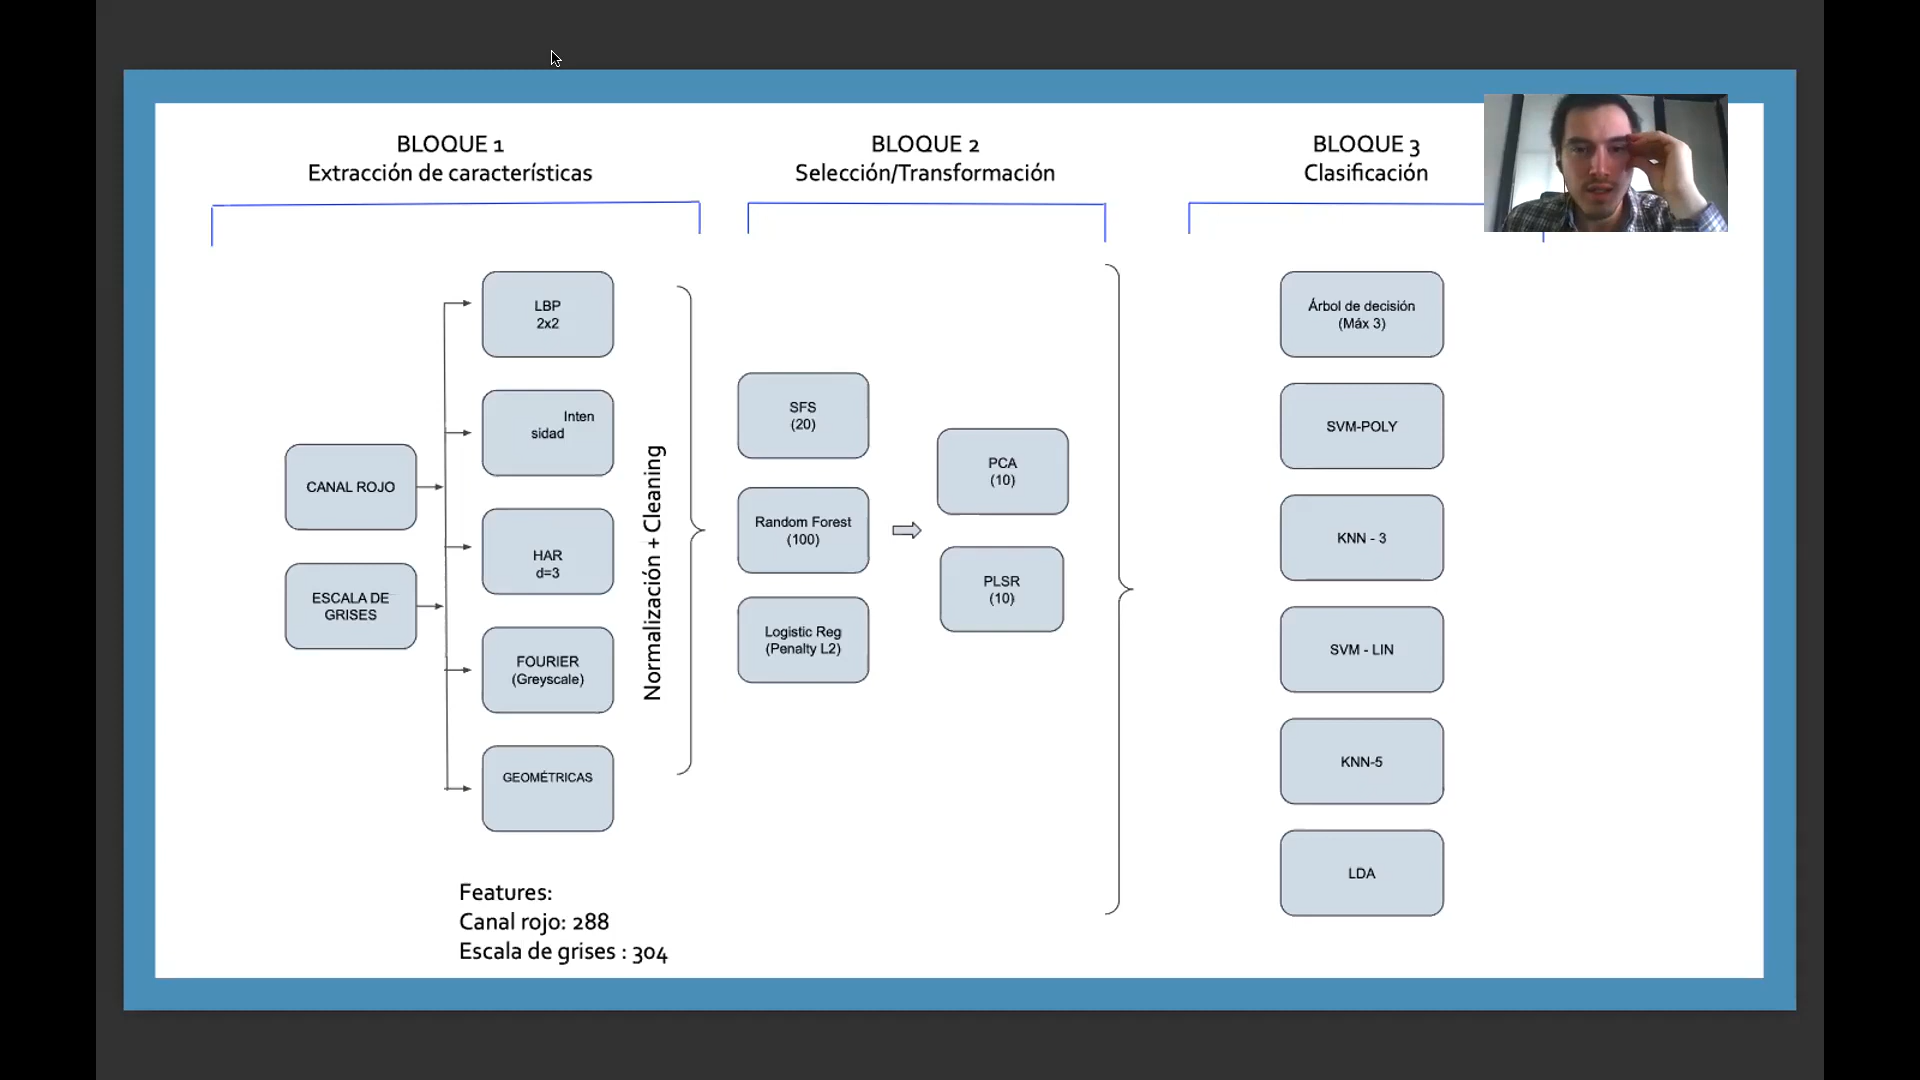 BLOQUE 1
Extracción de características
BLOQUE 2
Selección/Transformación
BLOQUE 3
Clasificación
CANAL ROJO
ESCALA DE
GRISES
LBP
2x2
Inten
sidad
HAR
d=3
FOURIER
(Greyscale)
GEOMÉTRICAS
Normalización + Cleaning
SFS
(20)
Random Forest
(100)
Logistic Reg
(Penalty L2)
PCA
(10)
PLSR
(10)
Árbol de decisión
(Máx 3)
SVM-POLY
KNN - 3
SVM - LIN
KNN-5
LDA
Features:
Canal rojo: 288
Escala de grises : 304